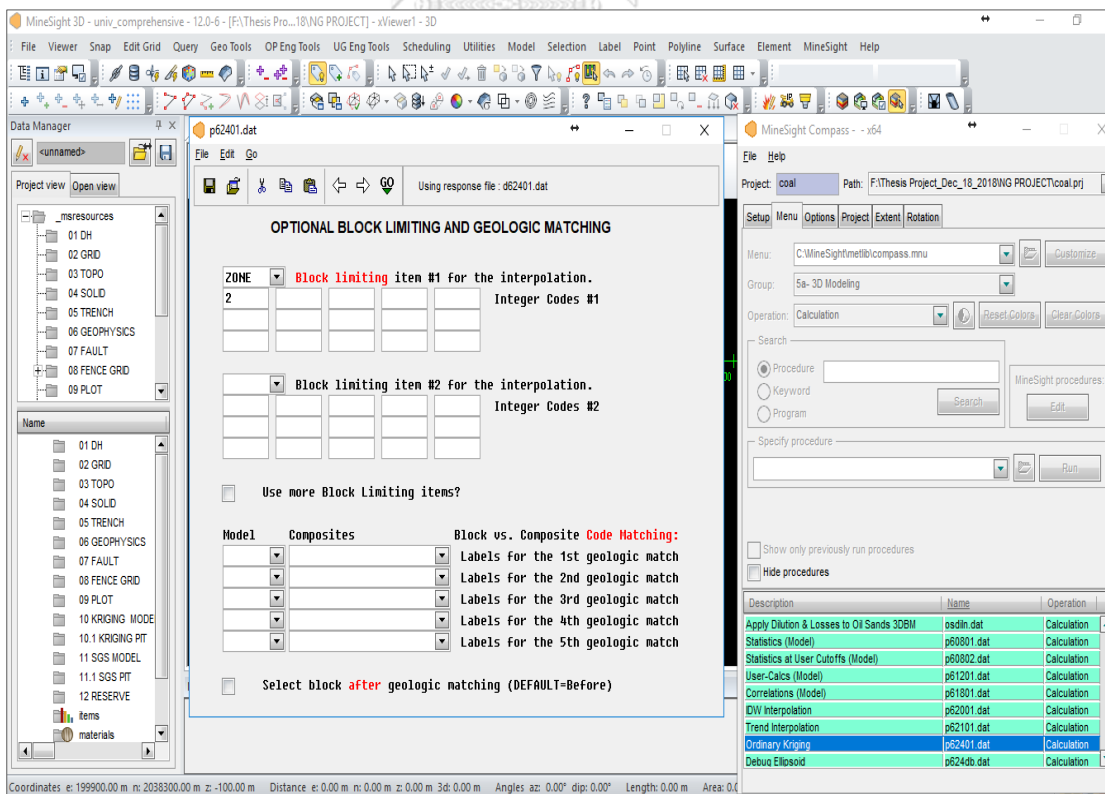 MineSight 3D - univ_comprehensive - 12.0-6 - [F:\Thesis Pro...18\NG PROJECT] - xViewer1 - 3D
File Viewer Snap Edit Grid Query Geo Tools OP Eng Tools UG Eng Tools Scheduling Utilities Model Selection Label Point Polyline Surface Element MineSight Help
Data Manager
<unnamed>
Project view Open view
_msresources
01 DH
02 GRID
03 TOPO
04 SOLID
05 TRENCH
06 GEOPHYSICS
07 FAULT
08 FENCE GRID
09 PLOT
Name
01 DH
02 GRID
03 TOPO
04 SOLID
05 TRENCH
06 GEOPHYSICS
07 FAULT
08 FENCE GRID
09 PLOT
10 KRIGING MODE
10.1 KRIGING PIT
11 SGS MODEL
11.1 SGS PIT
12 RESERVE
items
materials
p62401.dat
File Edit Go
GO
Using response file : d62401.dat
OPTIONAL BLOCK LIMITING AND GEOLOGIC MATCHING
ZONE Block limiting item #1 for the interpolation.
2 Integer Codes #1
Block limiting item #2 for the interpolation.
Integer Codes #2
Use more Block Limiting items?
Model Composites Block vs. Composite Code Matching:
Labels for the 1st geologic match
Labels for the 2nd geologic match
Labels for the 3rd geologic match
Labels for the 4th geologic match
Labels for the 5th geologic match
Select block after geologic matching (DEFAULT=Before)
MineSight Compass - - x64
File Help
Project: coal Path: F:\Thesis Project_Dec_18_2018\NG PROJECT\coal.prj
Setup Menu Options Project Extent Rotation
Menu: C:\MineSight\metlib\compass.mnu Customize
Group: 5a- 3D Modeling
Operation: Calculation Reset Colors Clear Colors
Search
Procedure
Keyword
Program
Search
MineSight procedures:
Edit
Specify procedure
Run
Show only previously run procedures
Hide procedures
Description Name Operation
Apply Dilution & Losses to Oil Sands 3DBM osdiln.dat Calculation
Statistics (Model) p60801.dat Calculation
Statistics at User Cutoffs (Model) p60802.dat Calculation
User-Calcs (Model) p61201.dat Calculation
Correlations (Model) p61801.dat Calculation
IDW Interpolation p62001.dat Calculation
Trend Interpolation p62101.dat Calculation
Ordinary Kriging p62401.dat Calculation
Debug Ellipsoid p624db.dat Calculation
Coordinates e: 199900.00 m n: 2038300.00 m z: -100.00 m Distance e: 0.00 m n: 0.00 m z: 0.00 m 3d: 0.00 m Angles az: 0.00° dip: 0.00° Length: 0.00 m Area: 0.0